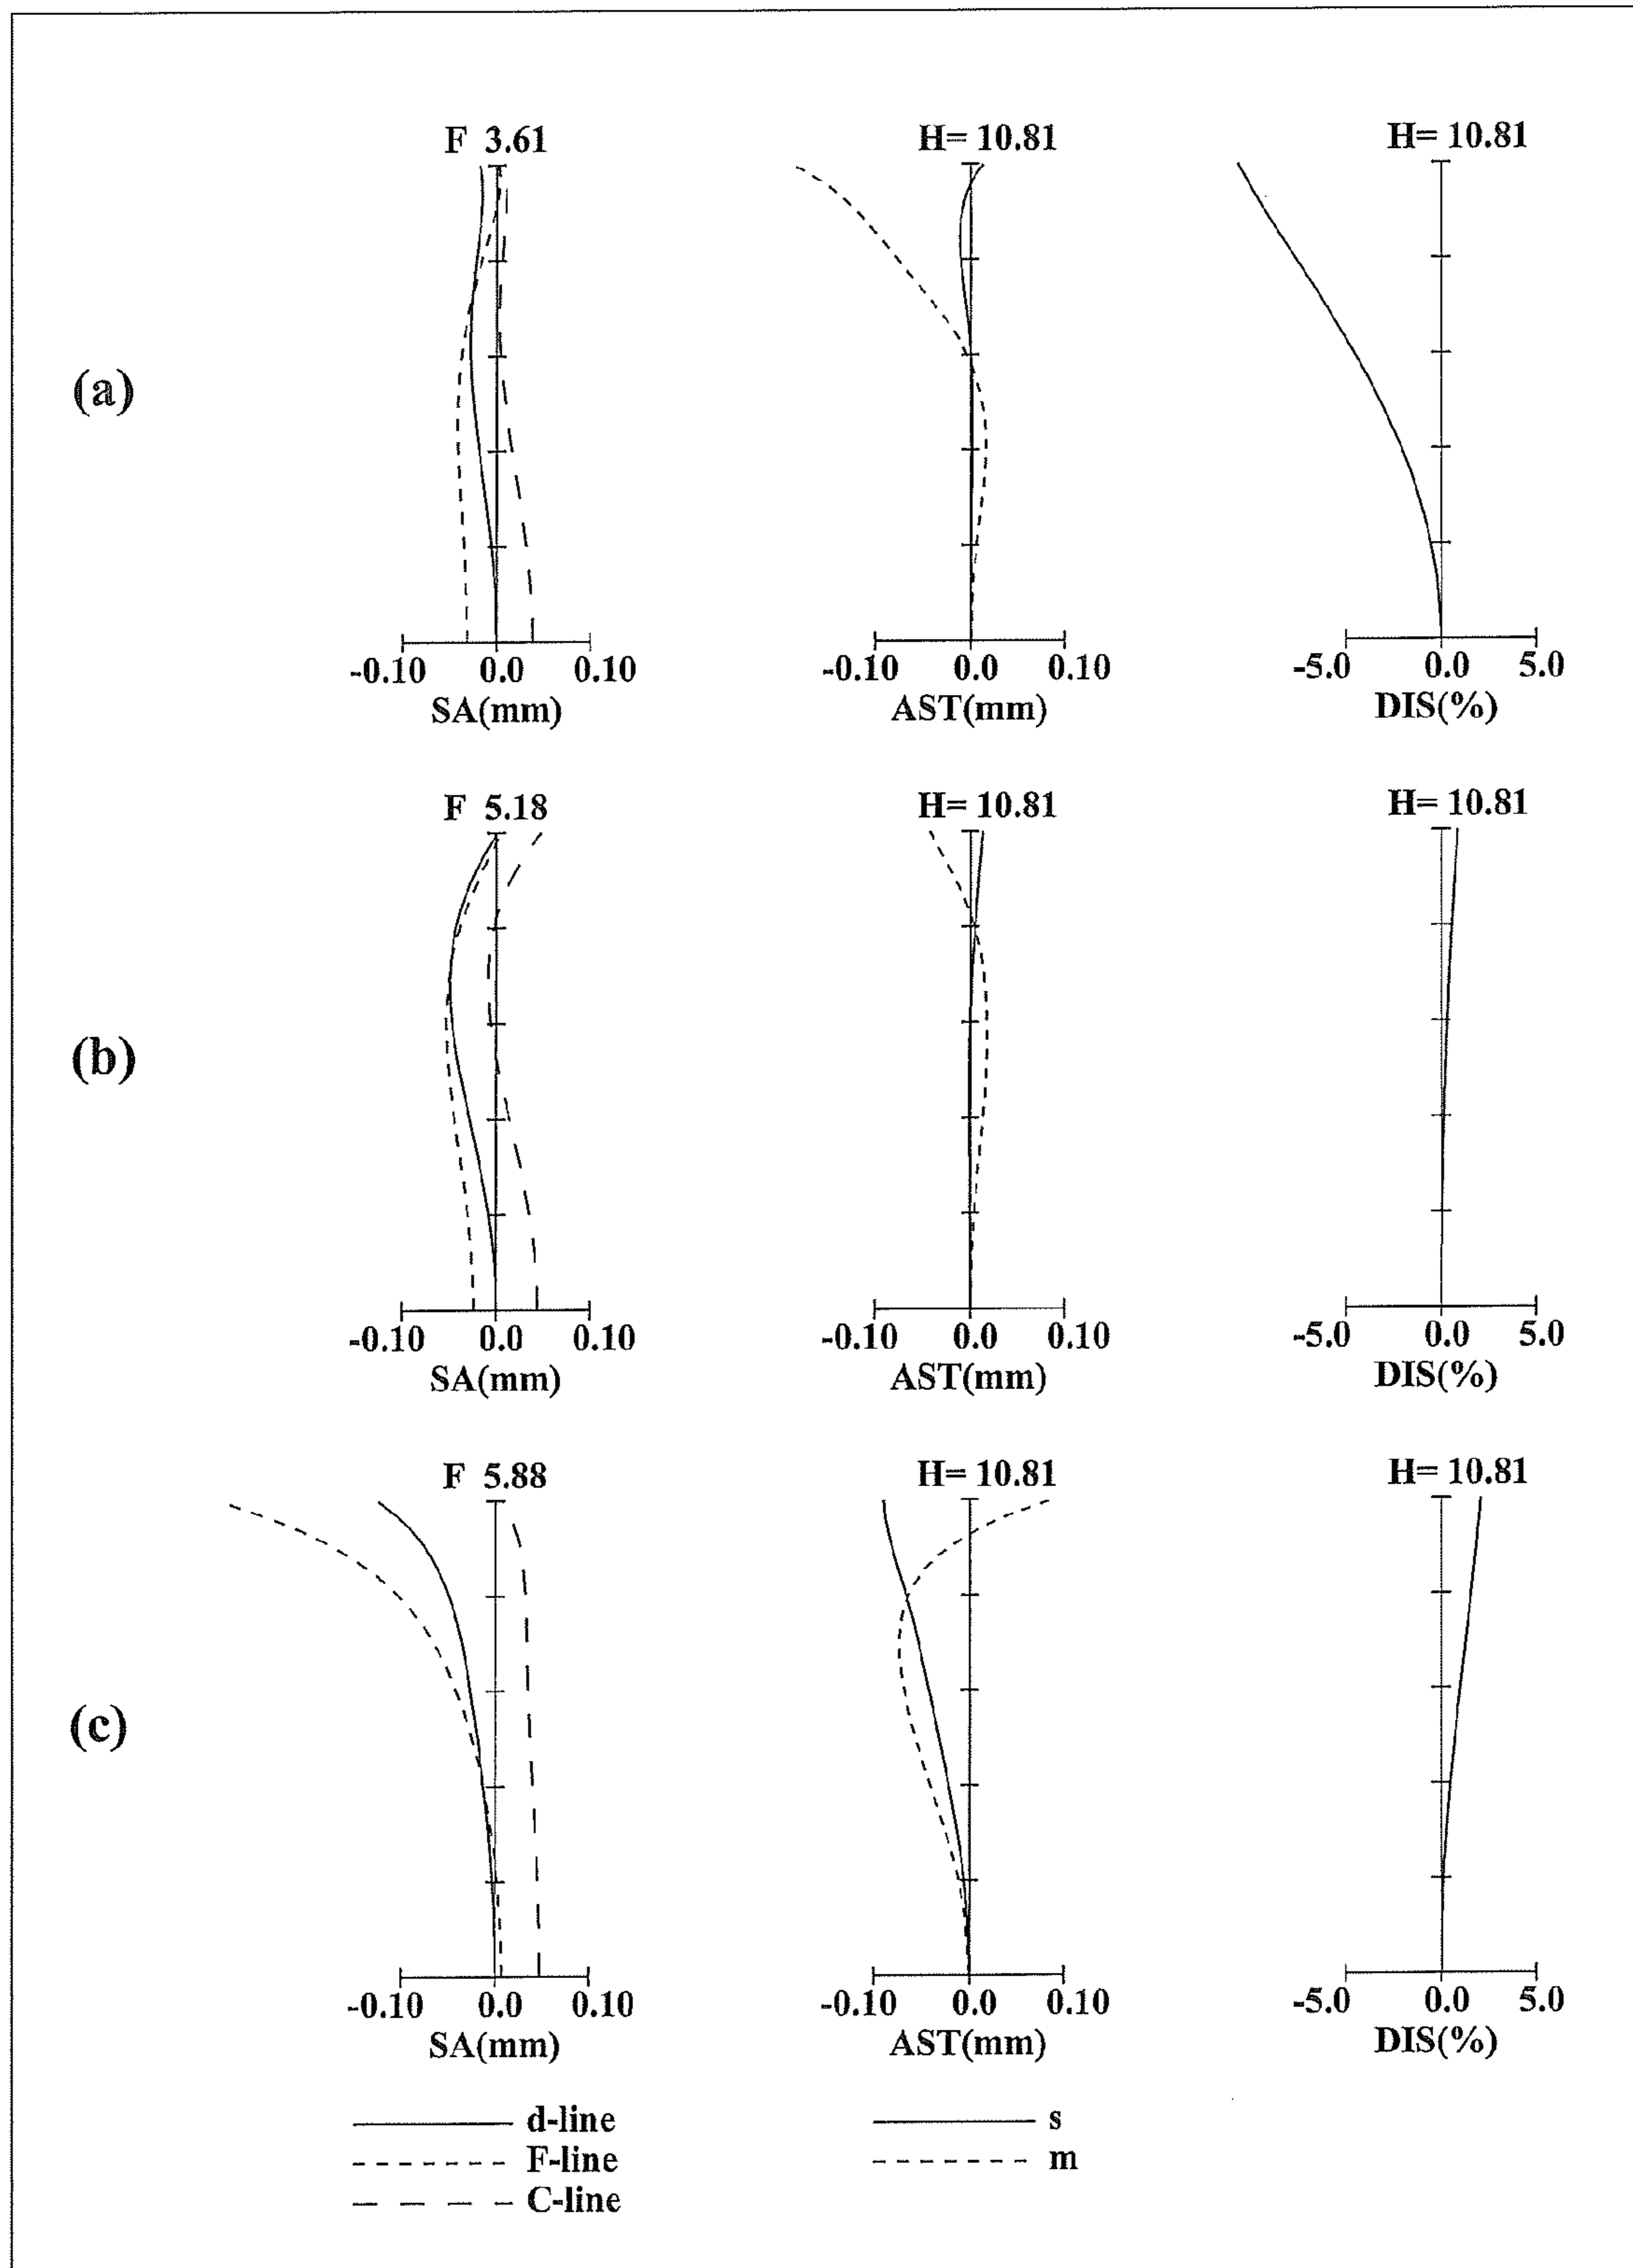 F 3.61
H= 10.81
H= 10.81
(a)
-0.10 0.0 0.10
SA(mm)
-0.10 0.0 0.10
AST(mm)
-5.0 0.0 5.0
DIS(%)
F 5.18
H= 10.81
H= 10.81
(b)
-0.10 0.0 0.10
SA(mm)
-0.10 0.0 0.10
AST(mm)
-5.0 0.0 5.0
DIS(%)
F 5.88
H= 10.81
H= 10.81
(c)
-0.10 0.0 0.10
SA(mm)
-0.10 0.0 0.10
AST(mm)
-5.0 0.0 5.0
DIS(%)
d-line
F-line
C-line
s
m